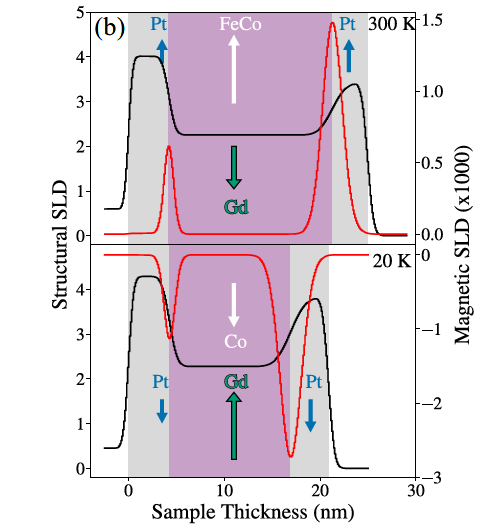 (b)
Pt
FeCo
Pt
300 K
Gd
5
4
3
2
1
0
1.5
1.0
0.5
0.0
Structural SLD
Magnetic SLD (x1000)
20 K
Co
Pt
Gd
Pt
4
3
2
1
0
0
−1
−2
−3
0
10
20
30
Sample Thickness (nm)